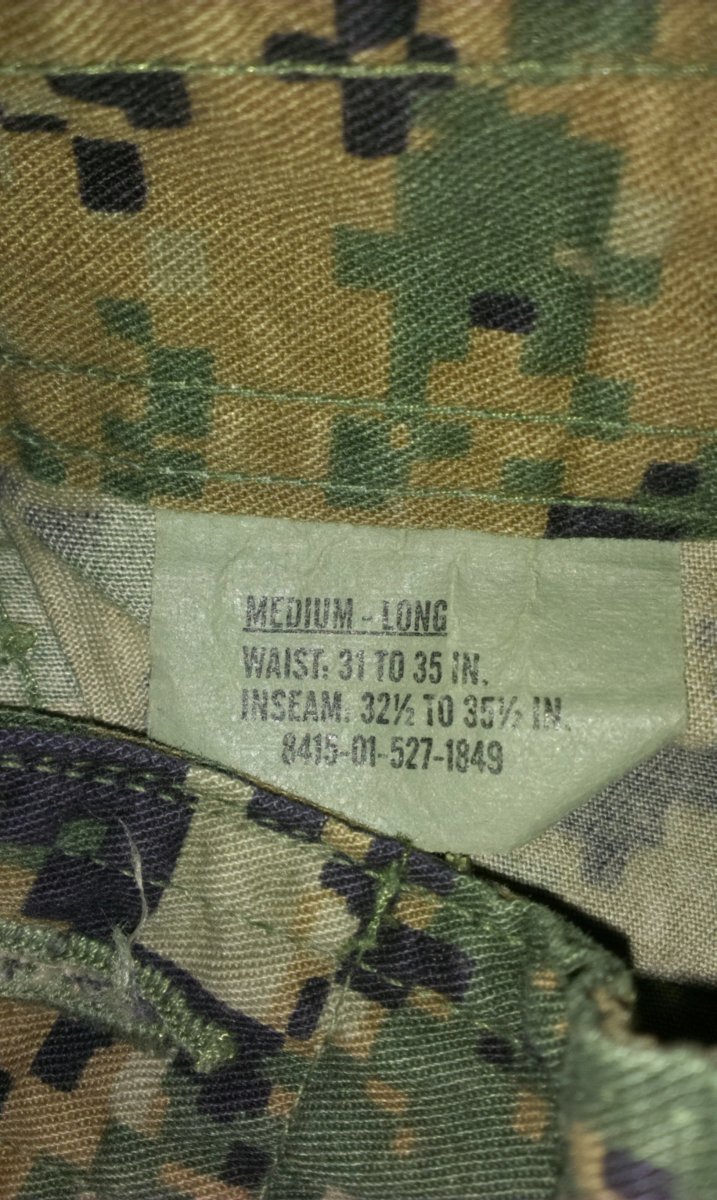 MEDIUM - LONG
WAIST: 31 TO 35 IN.
INSEAM: 32½ TO 35½ IN.
8415-01-527-1849